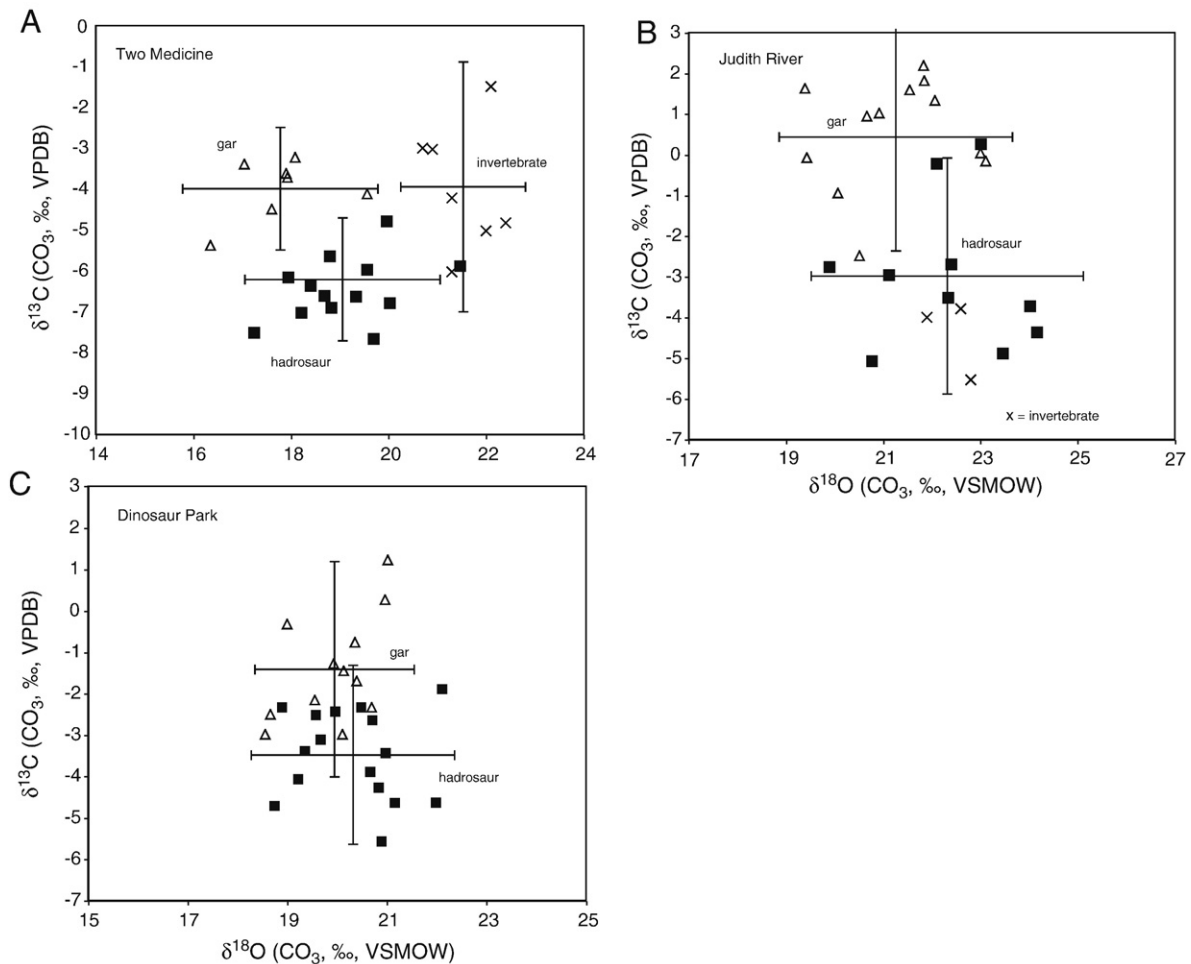 A
Two Medicine
gar
invertebrate
hadrosaur
δ¹³C (CO₃, ‰, VPDB)
0
-1
-2
-3
-4
-5
-6
-7
-8
-9
-10
14 16 18 20 22 24
B
Judith River
gar
hadrosaur
x = invertebrate
δ¹³C (CO₃, ‰, VPDB)
3
2
1
0
-1
-2
-3
-4
-5
-6
-7
17 19 21 23 25 27
δ¹⁸O (CO₃, ‰, VSMOW)
C
Dinosaur Park
gar
hadrosaur
δ¹³C (CO₃, ‰, VPDB)
3
2
1
0
-1
-2
-3
-4
-5
-6
-7
15 17 19 21 23 25
δ¹⁸O (CO₃, ‰, VSMOW)